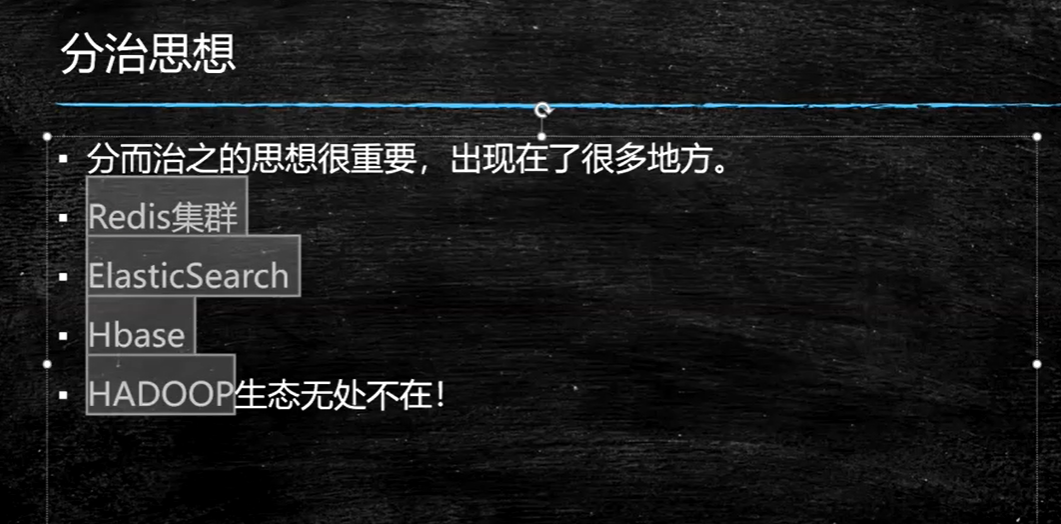 分治思想
分而治之的思想很重要，出现在了很多地方。
Redis集群
ElasticSearch
Hbase
HADOOP生态无处不在！